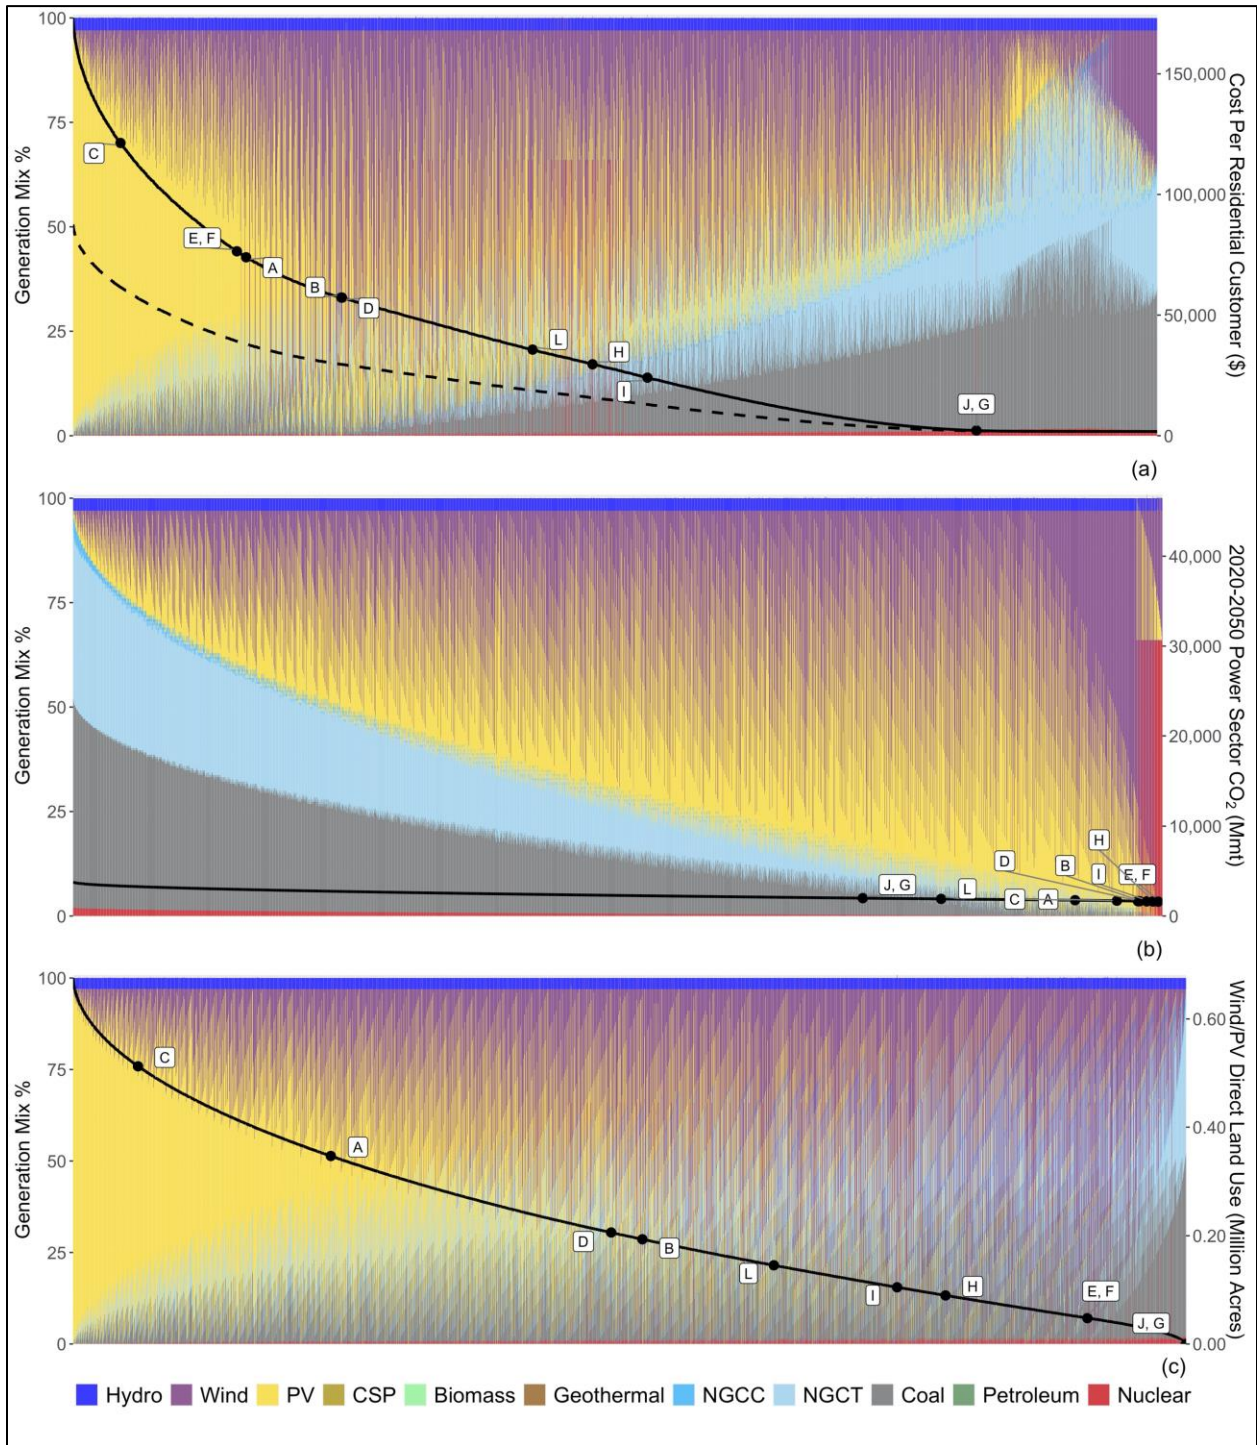 100
75
50
25
0
Generation Mix %
150,000
100,000
50,000
0
Cost Per Residential Customer ($)
C
E, F
A
B
D
L
H
I
J, G
(a)
100
75
50
25
0
Generation Mix %
40,000
30,000
20,000
10,000
0
2020-2050 Power Sector CO₂ (Mmt)
H
D
B
I
E, F
J, G
L
C
A
(b)
100
75
50
25
0
Generation Mix %
0.60
0.40
0.20
0.00
Wind/PV Direct Land Use (Million Acres)
C
A
D
B
L
I
H
E, F
J, G
(c)
Hydro Wind PV CSP Biomass Geothermal NGCC NGCT Coal Petroleum Nuclear